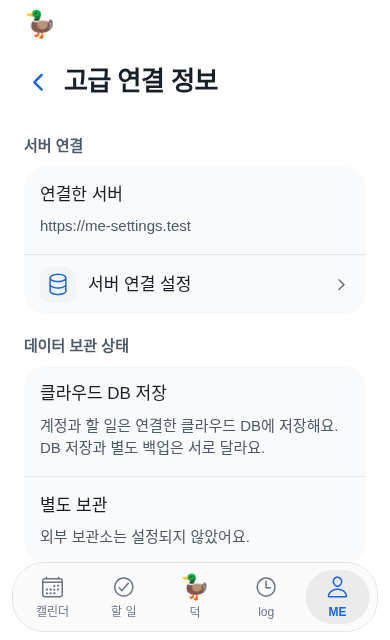 고급 연결 정보
서버 연결
연결한 서버
https://me-settings.test
서버 연결 설정
데이터 보관 상태
클라우드 DB 저장
계정과 할 일은 연결한 클라우드 DB에 저장해요.
DB 저장과 별도 백업은 서로 달라요.
별도 보관
외부 보관소는 설정되지 않았어요.
캘린더
할 일
덕
log
ME